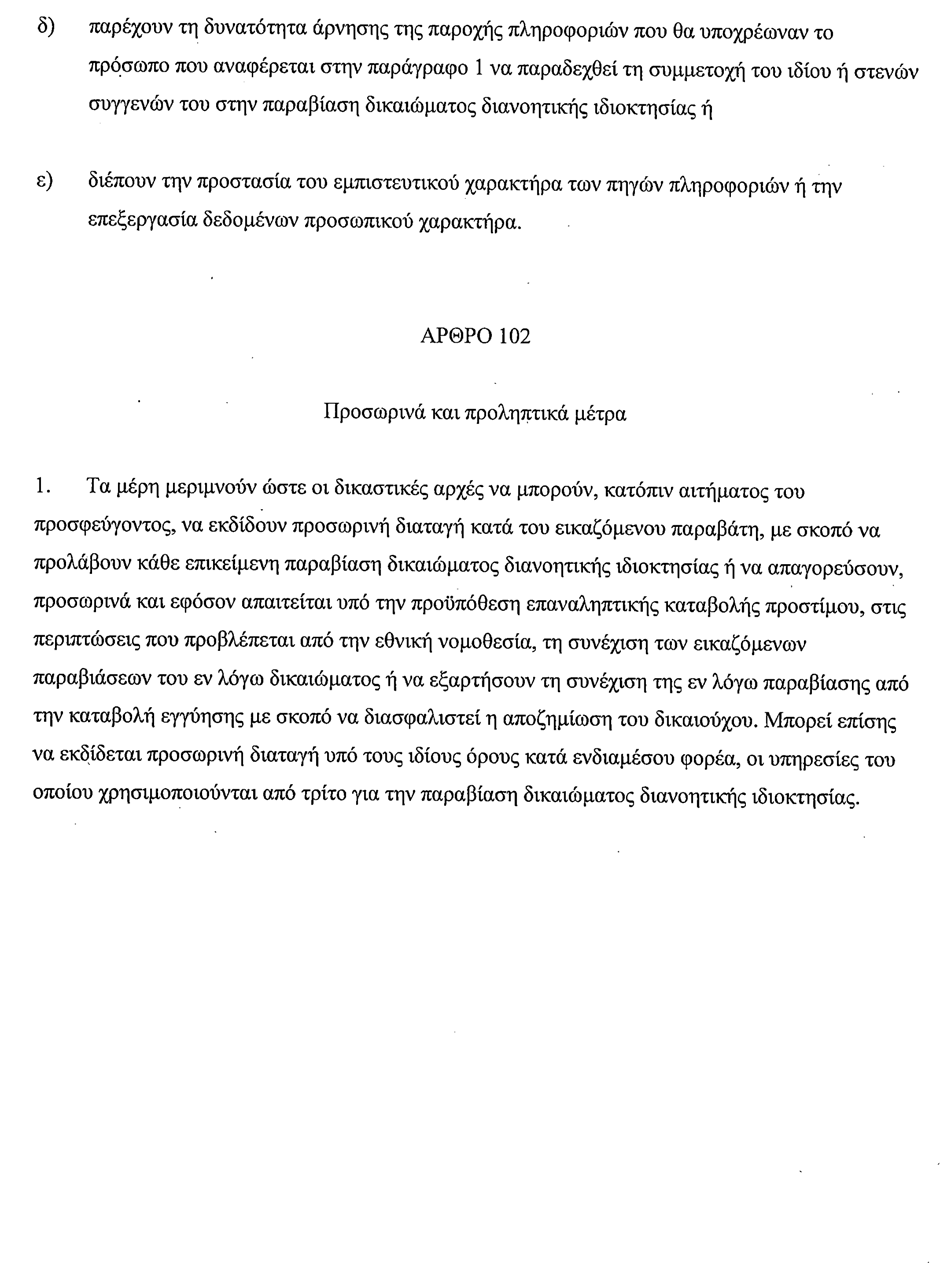 δ) παρέχουν τη δυνατότητα άρνησης της παροχής πληροφοριών που θα υποχρέωναν το
πρόσωπο που αναφέρεται στην παράγραφο 1 να παραδεχθεί τη συμμετοχή του ιδίου ή στενών
συγγενών του στην παραβίαση δικαιώματος διανοητικής ιδιοκτησίας ή
ε) διέπουν την προστασία του εμπιστευτικού χαρακτήρα των πηγών πληροφοριών ή την
επεξεργασία δεδομένων προσωπικού χαρακτήρα.
ΑΡΘΡΟ 102
Προσωρινά και προληπτικά μέτρα
1. Τα μέρη μεριμνούν ώστε οι δικαστικές αρχές να μπορούν, κατόπιν αιτήματος του
προσφεύγοντος, να εκδίδουν προσωρινή διαταγή κατά του εικαζόμενου παραβάτη, με σκοπό να
προλάβουν κάθε επικείμενη παραβίαση δικαιώματος διανοητικής ιδιοκτησίας ή να απαγορεύσουν,
προσωρινά και εφόσον απαιτείται υπό την προϋπόθεση επαναληπτικής καταβολής προστίμου, στις
περιπτώσεις που προβλέπεται από την εθνική νομοθεσία, τη συνέχιση των εικαζόμενων
παραβιάσεων του εν λόγω δικαιώματος ή να εξαρτήσουν τη συνέχιση της εν λόγω παραβίασης από
την καταβολή εγγύησης με σκοπό να διασφαλιστεί η αποζημίωση του δικαιούχου. Μπορεί επίσης
να εκδίδεται προσωρινή διαταγή υπό τους ιδίους όρους κατά ενδιαμέσου φορέα, οι υπηρεσίες του
οποίου χρησιμοποιούνται από τρίτο για την παραβίαση δικαιώματος διανοητικής ιδιοκτησίας.